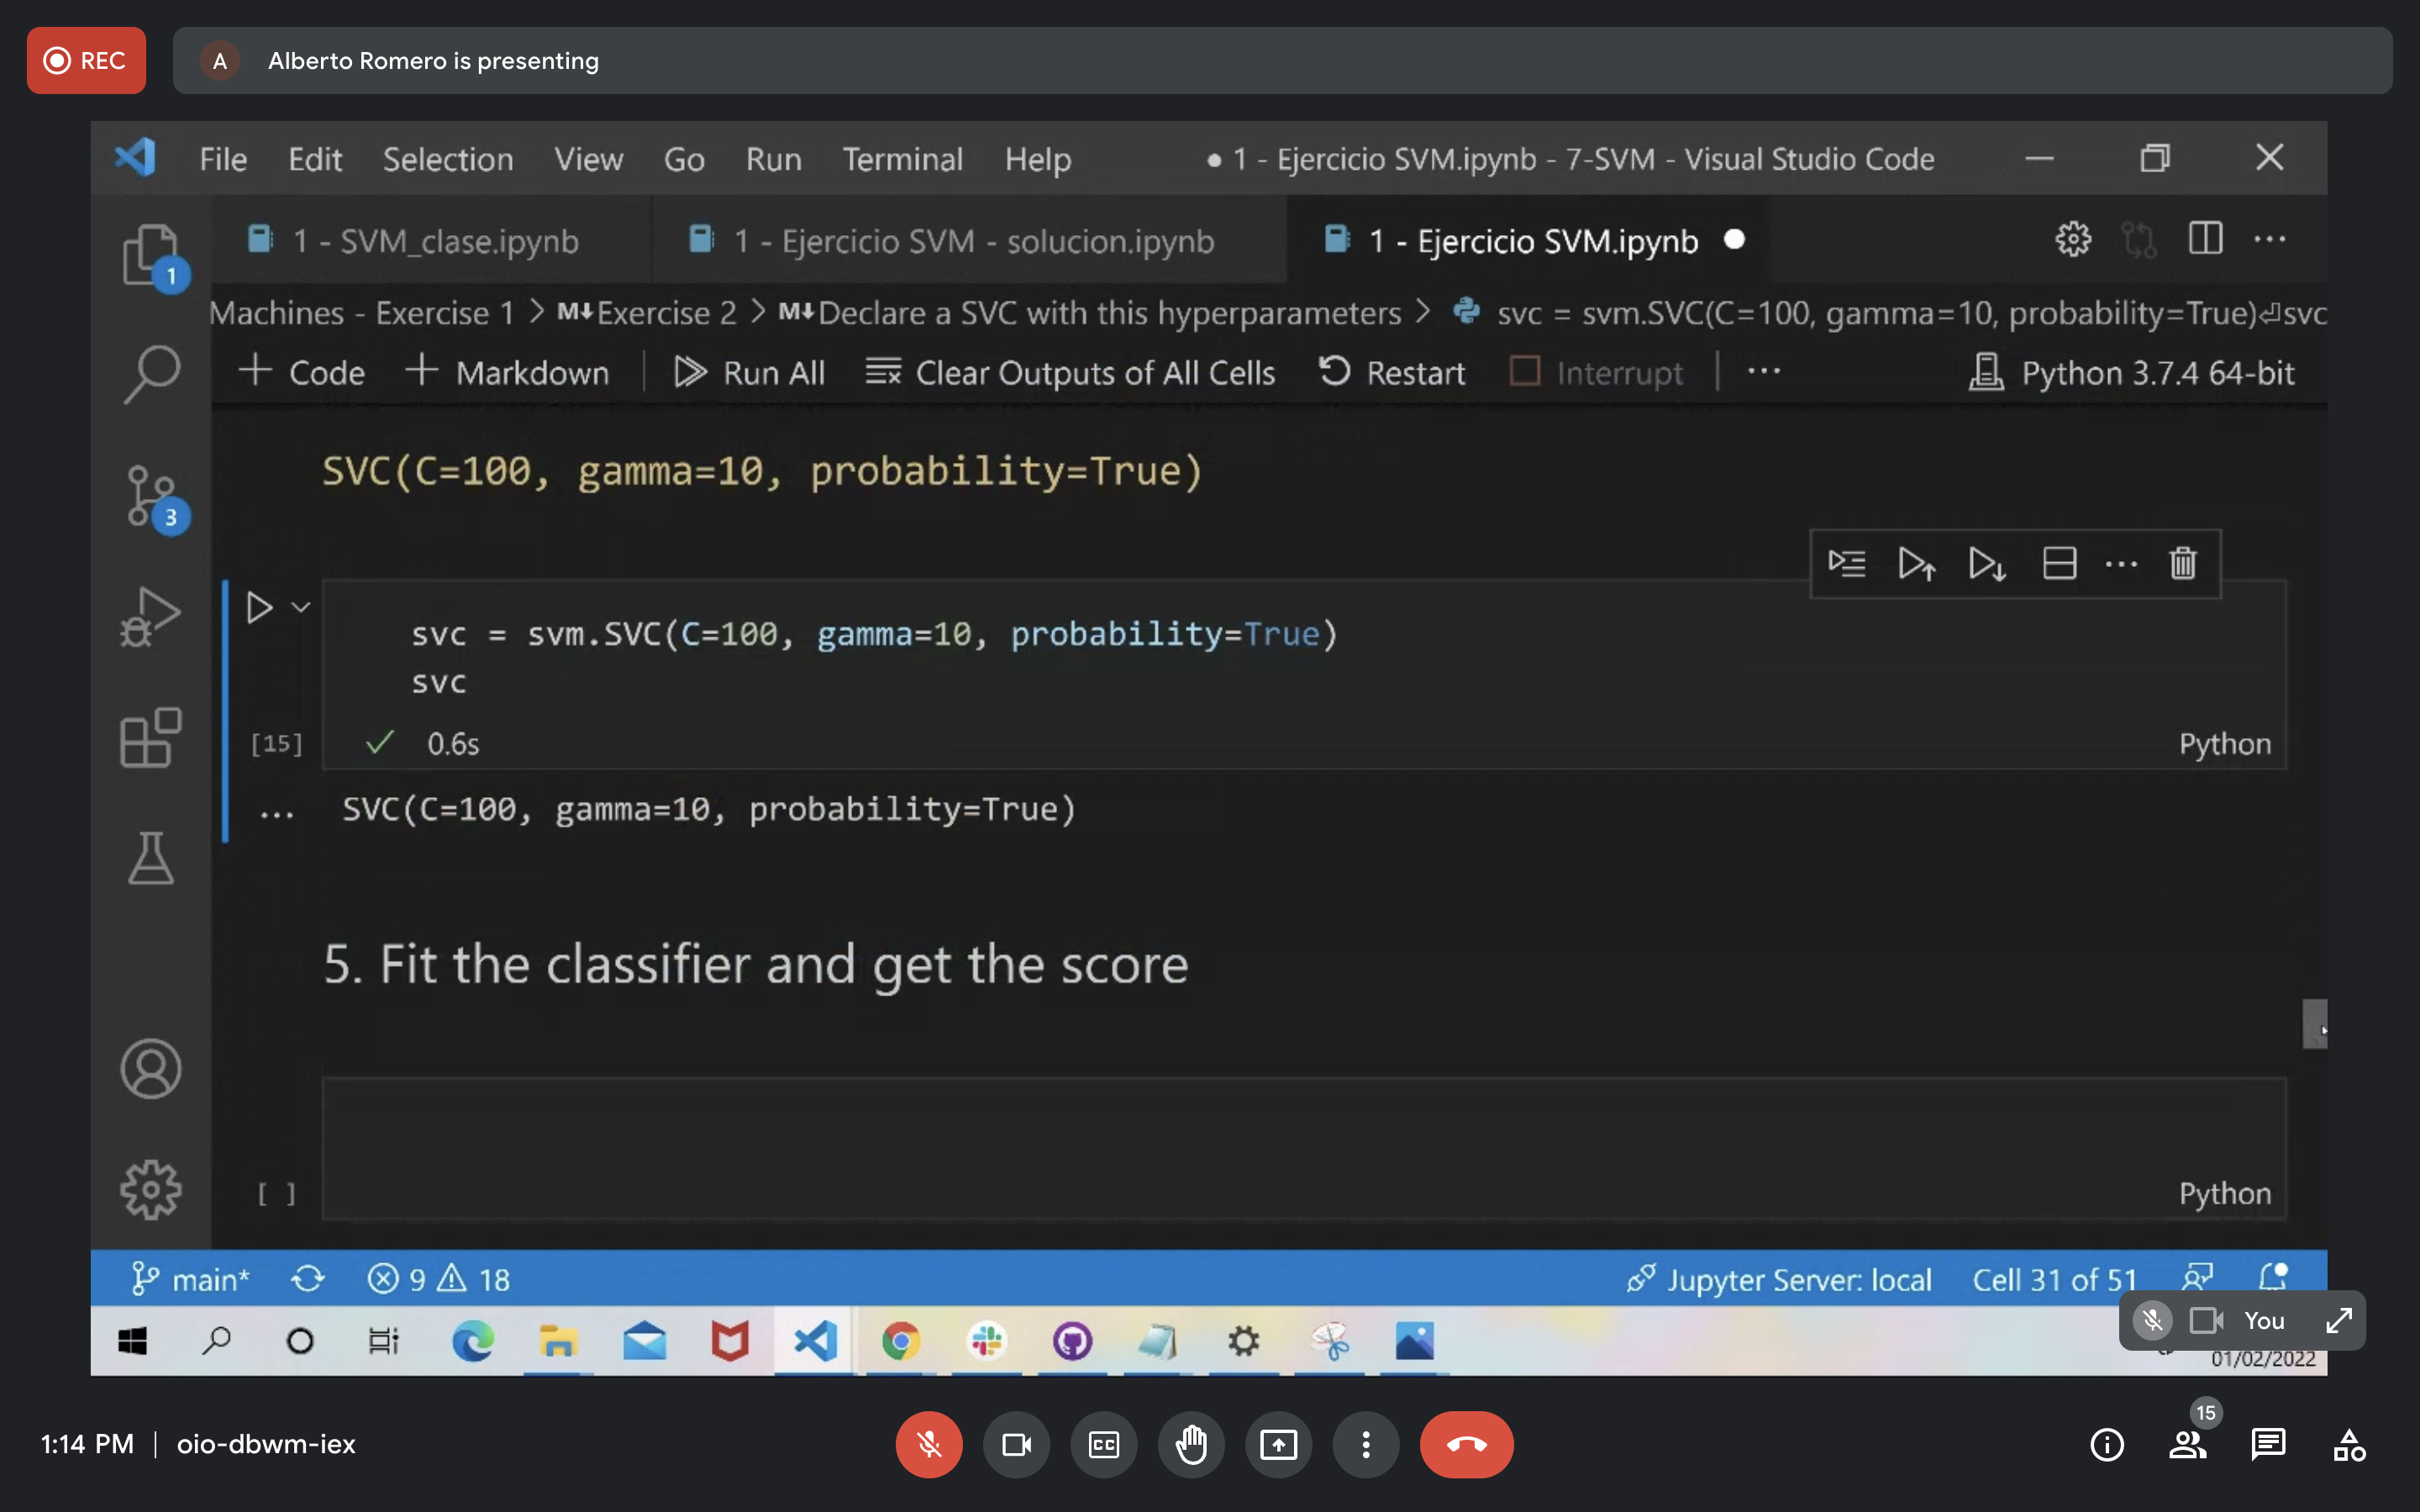 REC
A
Alberto Romero is presenting
File Edit Selection View Go Run Terminal Help ● 1 - Ejercicio SVM.ipynb - 7-SVM - Visual Studio Code
1 - SVM_clase.ipynb 1 - Ejercicio SVM - solucion.ipynb 1 - Ejercicio SVM.ipynb
Machines - Exercise 1 > M↓Exercise 2 > M↓Declare a SVC with this hyperparameters > svc = svm.SVC(C=100, gamma=10, probability=True)⏎svc
+ Code + Markdown Run All Clear Outputs of All Cells Restart Interrupt ··· Python 3.7.4 64-bit
1
3
SVC(C=100, gamma=10, probability=True)
svc = svm.SVC(C=100, gamma=10, probability=True)
svc
[15] ✓ 0.6s Python
... SVC(C=100, gamma=10, probability=True)
5. Fit the classifier and get the score
[ ] Python
main* 9 18 Jupyter Server: local Cell 31 of 51
You
01/02/2022
1:14 PM | oio-dbwm-iex
CC
15